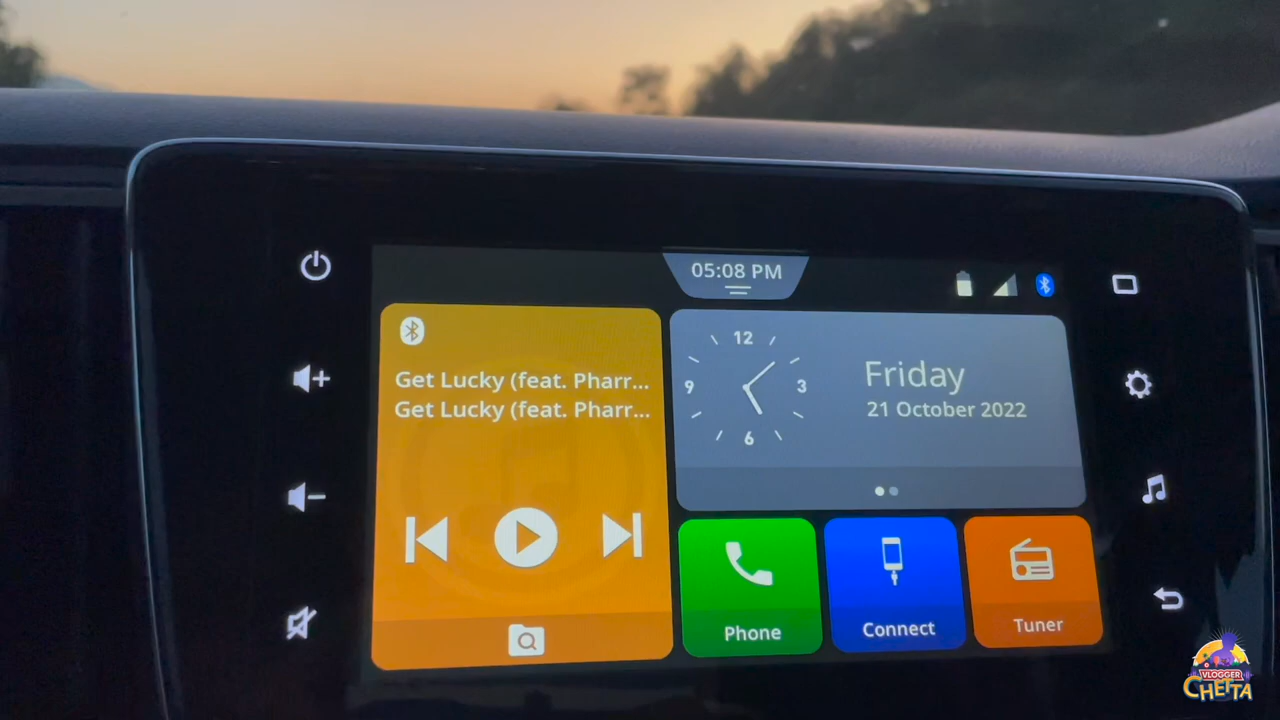 05:08 PM
Get Lucky (feat. Pharr...
Get Lucky (feat. Pharr...
12
3
6
9
Friday
21 October 2022
Phone
Connect
Tuner
VLOGGER
CHETTA